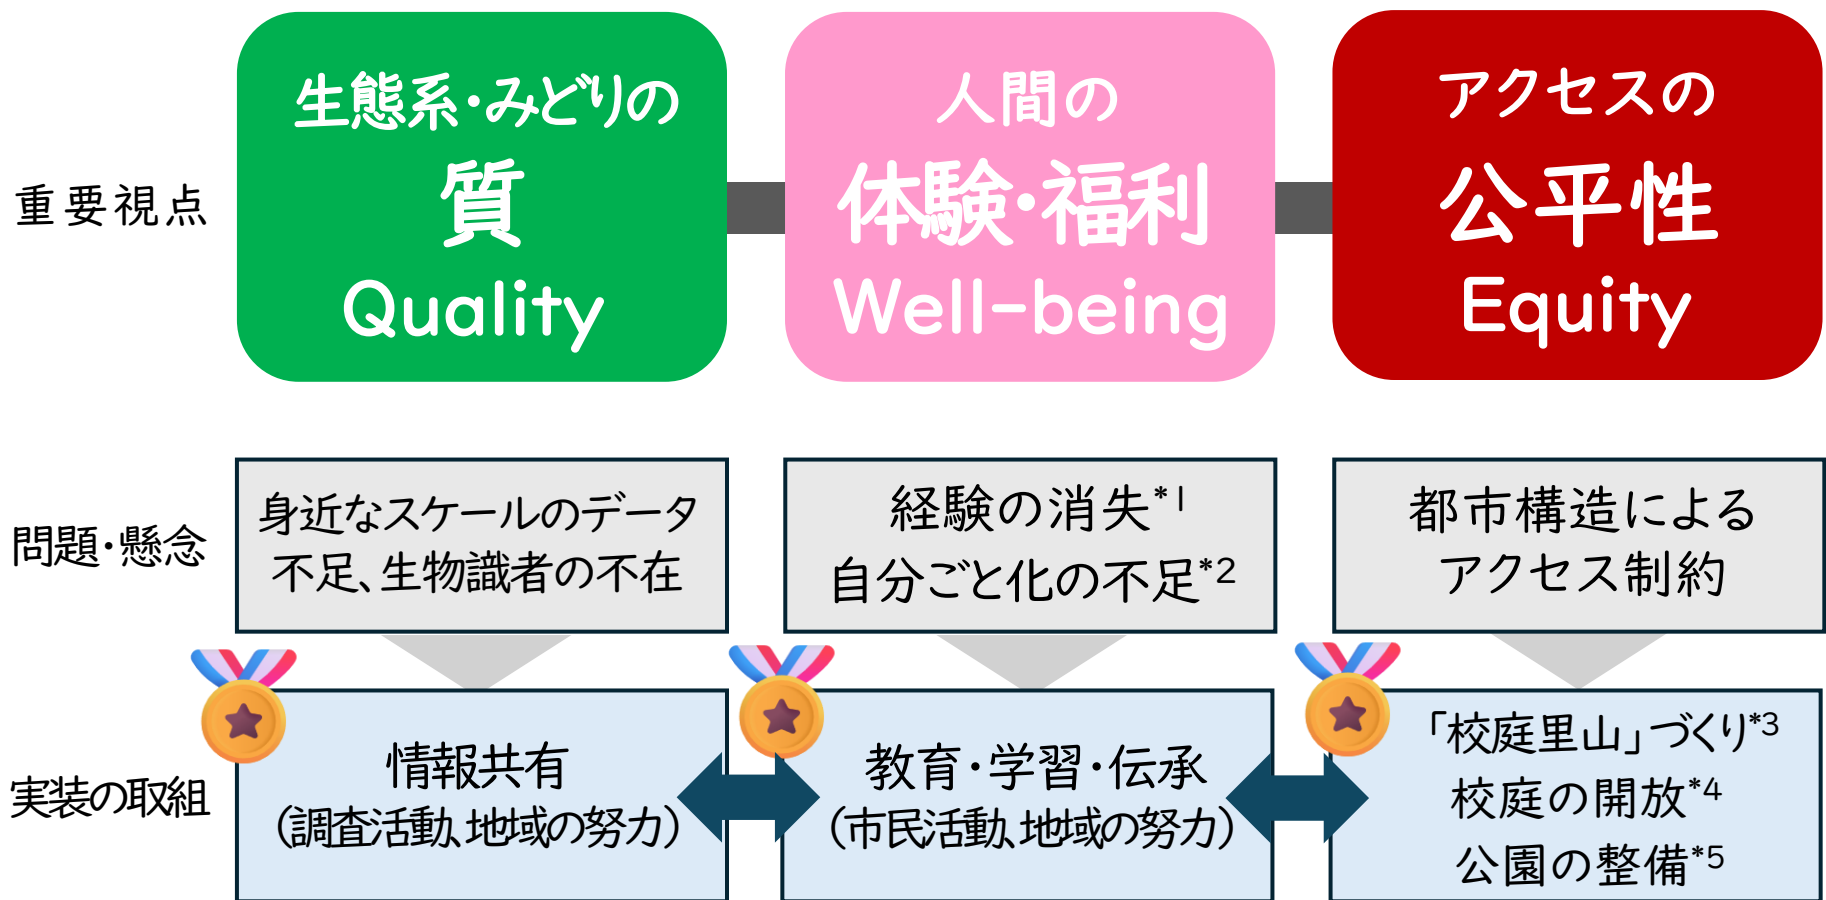 重要視点
生態系・みどりの
質
Quality
人間の
体験・福利
Well-being
アクセスの
公平性
Equity
問題・懸念
身近なスケールのデータ
不足、生物識者の不在
経験の消失*1
自分ごと化の不足*2
都市構造による
アクセス制約
実装の取組
情報共有
（調査活動、地域の努力）
教育・学習・伝承
（市民活動、地域の努力）
「校庭里山」づくり*3
校庭の開放*4
公園の整備*5